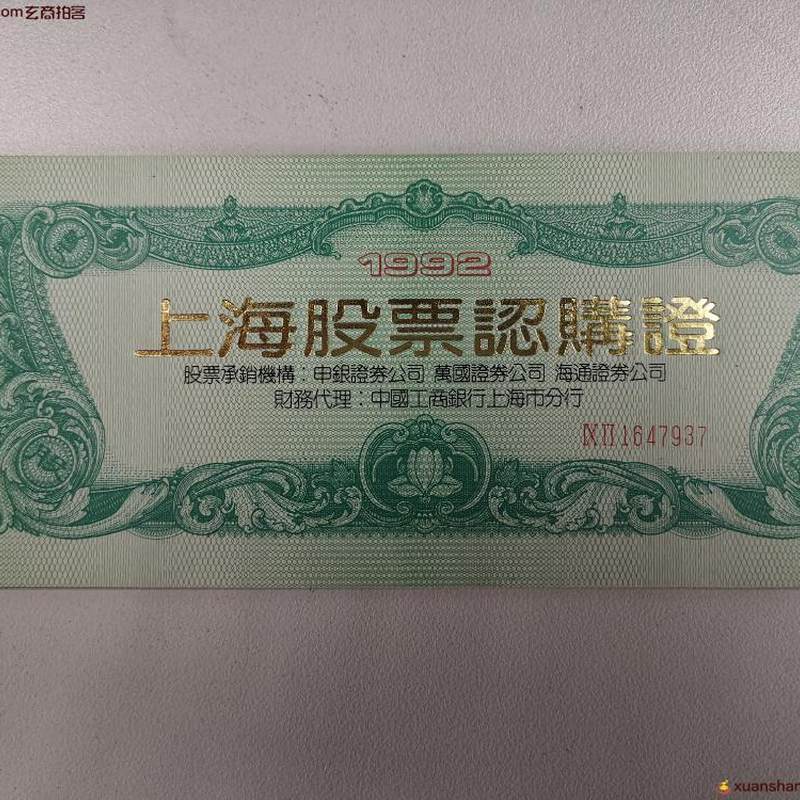 om玄商拍客
1992
上海股票認購證
股票承銷機構：申銀證券公司 萬國證券公司 海通證券公司
財務代理：中國工商銀行上海市分行
IXII1647937
xuanshan